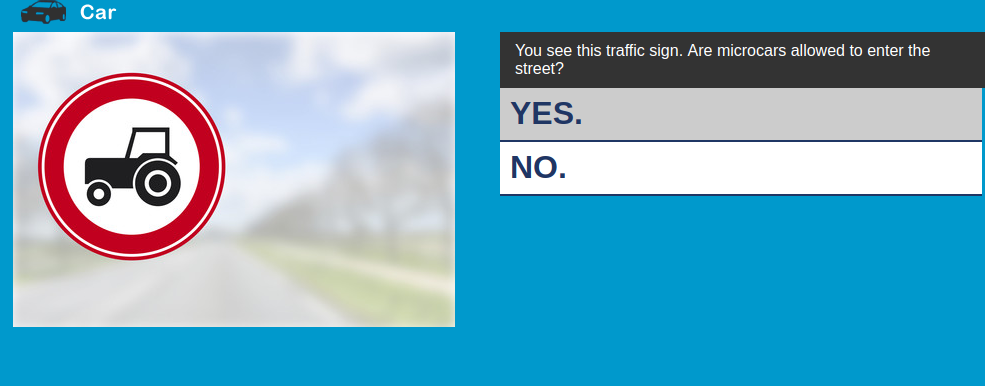 Car
You see this traffic sign. Are microcars allowed to enter the
street?
YES.
NO.